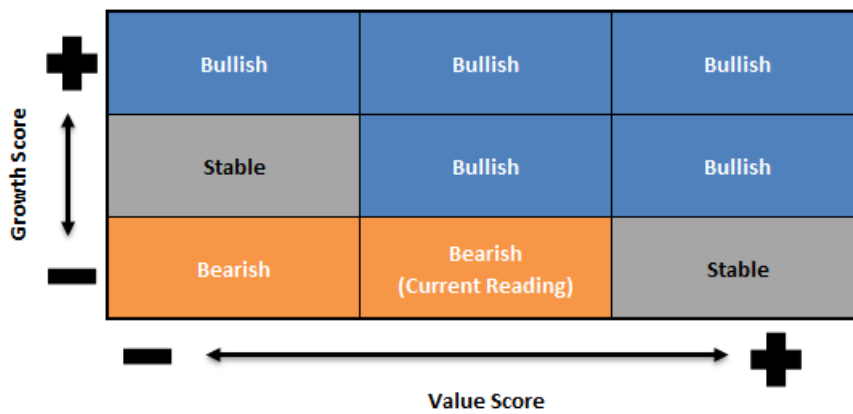 Bullish
Bullish
Bullish
Growth Score
Stable
Bullish
Bullish
Bearish
Bearish
(Current Reading)
Stable
Value Score